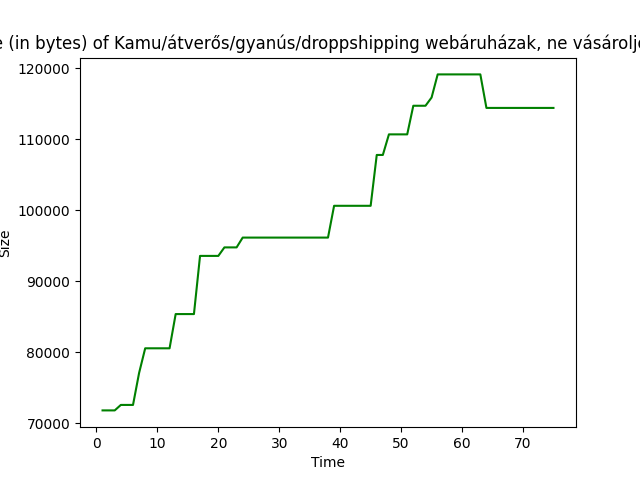 (in bytes) of Kamu/átverős/gyanús/droppshipping webáruházak, ne
120000
110000
100000
90000
80000
70000
Size
0 10 20 30 40 50 60 70
Time